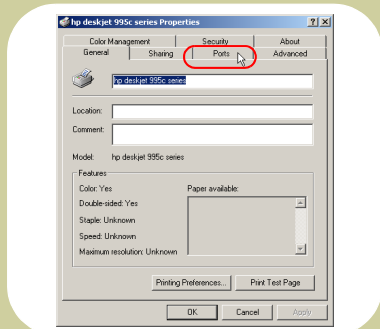 hp deskjet 995c series Properties
Color Management Security About
General Sharing Ports Advanced
hp deskjet 995c series
Location:
Comment:
Model: hp deskjet 995c series
Features
Color: Yes Paper available:
Double-sided: Yes
Staple: Unknown
Speed: Unknown
Maximum resolution: Unknown
Printing Preferences... Print Test Page
OK Cancel Apply